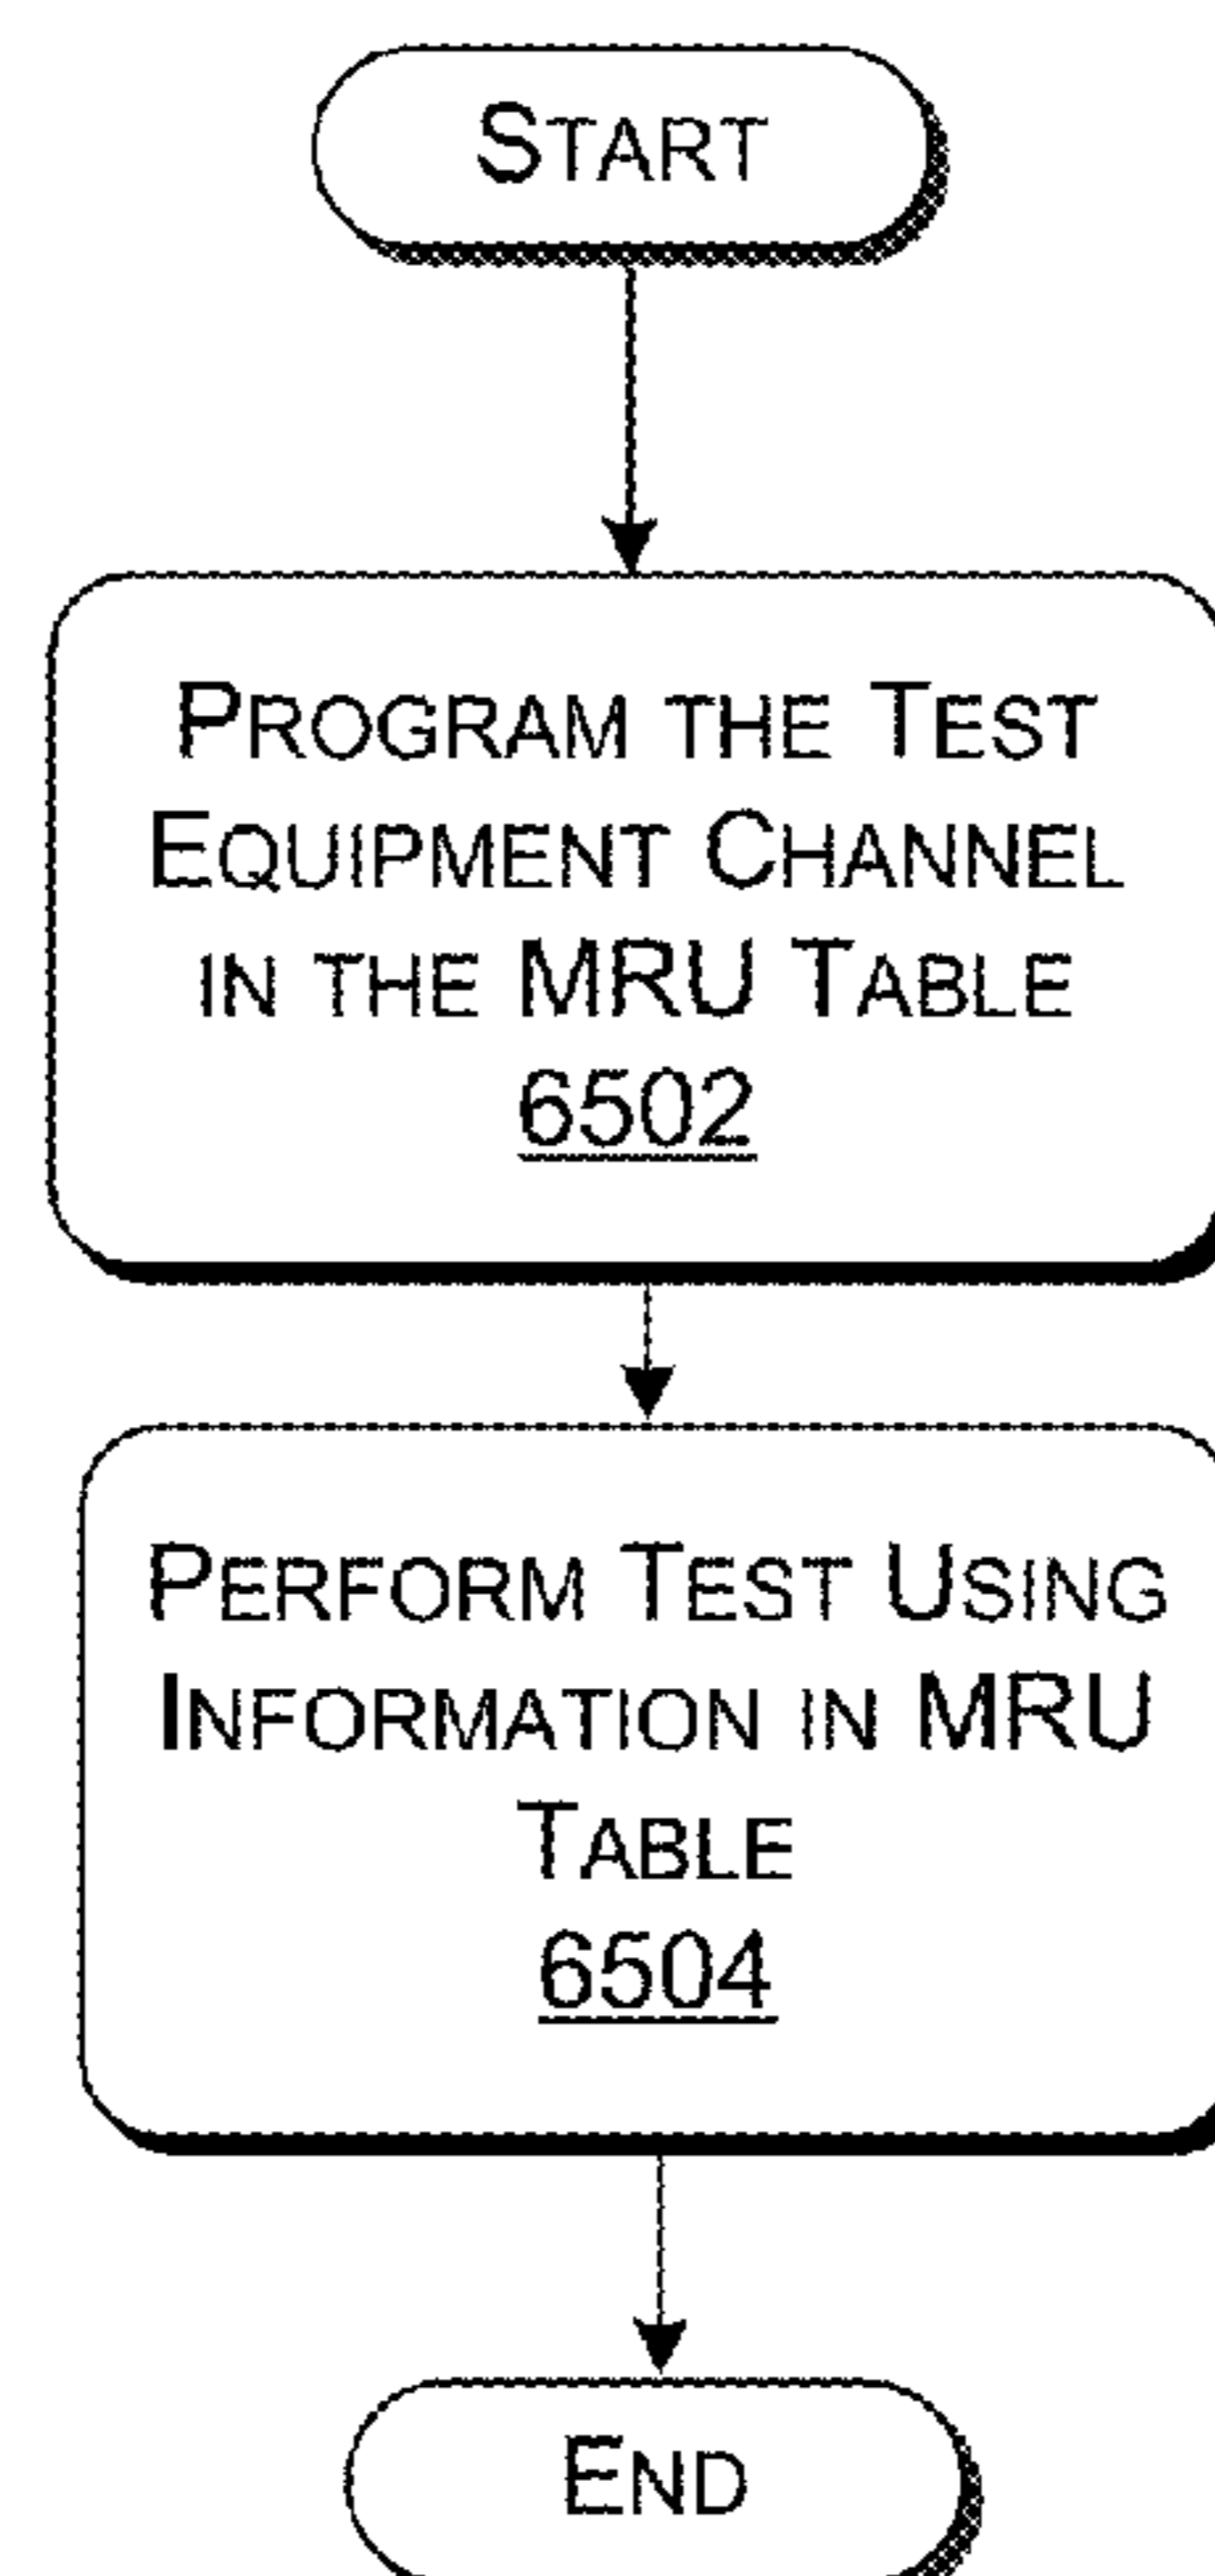 START
PROGRAM THE TEST
EQUIPMENT CHANNEL
IN THE MRU TABLE
6502
PERFORM TEST USING
INFORMATION IN MRU
TABLE
6504
END